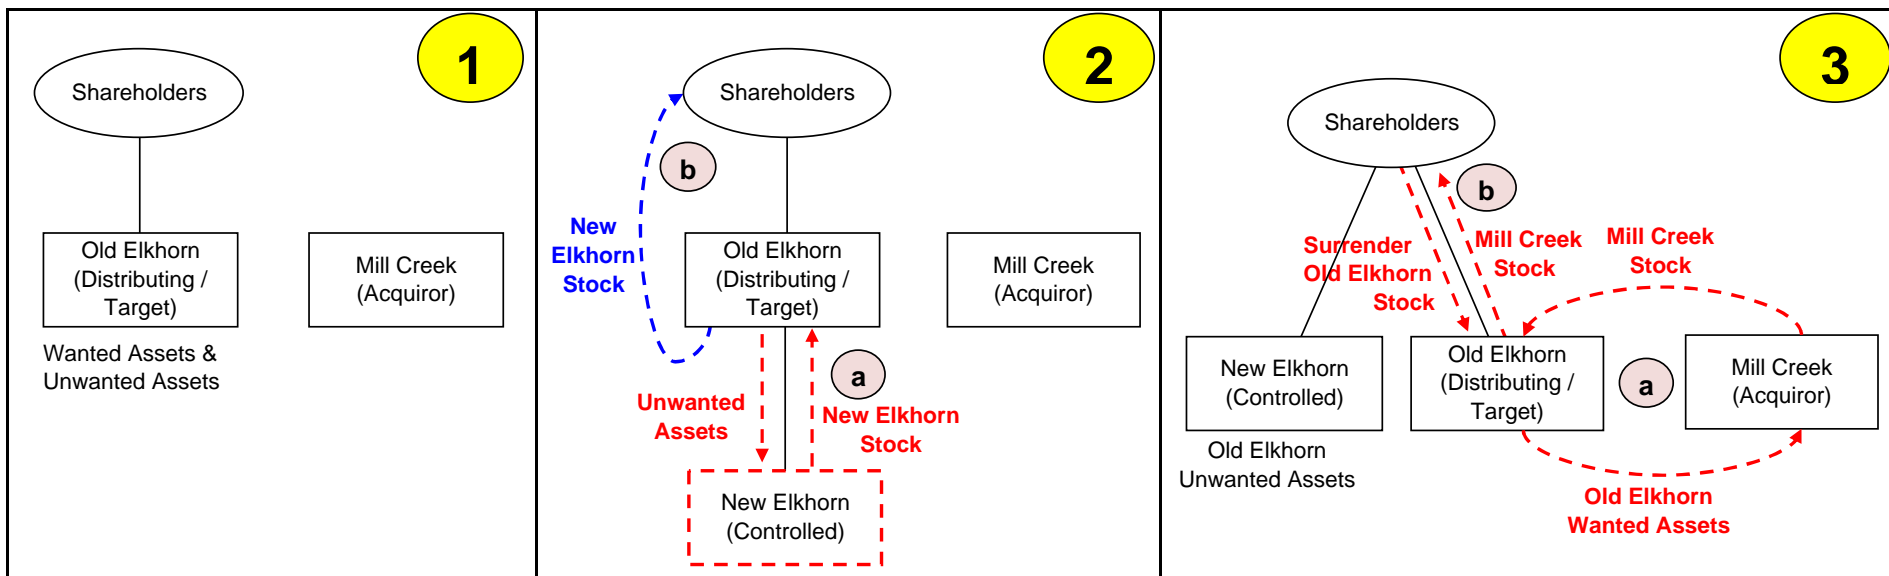 1
Shareholders
Old Elkhorn
(Distributing /
Target)
Mill Creek
(Acquiror)
Wanted Assets &
Unwanted Assets
2
Shareholders
b
New
Elkhorn
Stock
Old Elkhorn
(Distributing /
Target)
Mill Creek
(Acquiror)
a
Unwanted
Assets
New Elkhorn
Stock
New Elkhorn
(Controlled)
3
Shareholders
b
Surrender
Old Elkhorn
Stock
Mill Creek
Stock
Mill Creek
Stock
New Elkhorn
(Controlled)
Old Elkhorn
(Distributing /
Target)
a
Mill Creek
(Acquiror)
Old Elkhorn
Unwanted Assets
Old Elkhorn
Wanted Assets